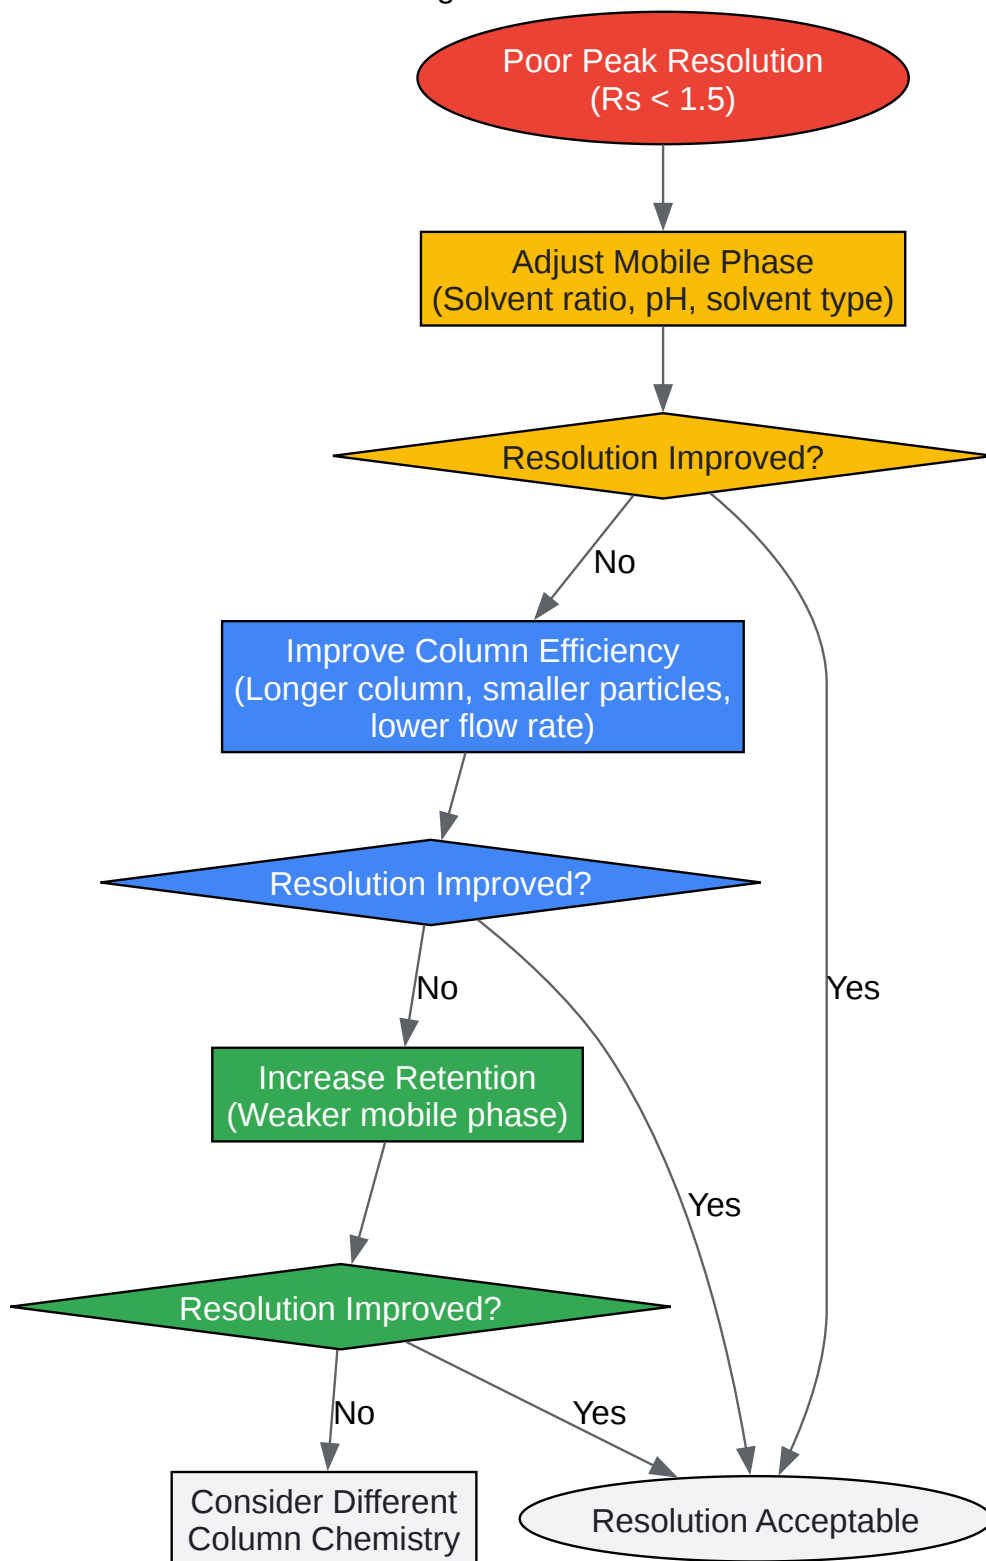 Poor Peak Resolution
(Rs < 1.5)
Adjust Mobile Phase
(Solvent ratio, pH, solvent type)
Resolution Improved?
No
Improve Column Efficiency
(Longer column, smaller particles,
lower flow rate)
Resolution Improved?
No
Yes
Increase Retention
(Weaker mobile phase)
Yes
Resolution Improved?
No
Yes
Consider Different
Column Chemistry
Resolution Acceptable